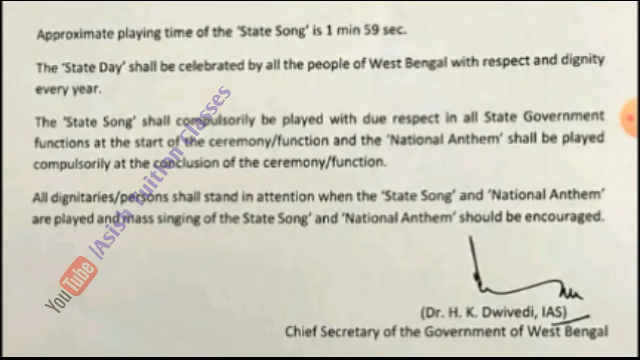 Approximate playing time of the 'State Song' is 1 min 59 sec.
The 'State Day' shall be celebrated by all the people of West Bengal with respect and dignity
every year.
The 'State Song' shall compulsorily be played with due respect in all State Government
functions at the start of the ceremony/function and the 'National Anthem' shall be played
compulsorily at the conclusion of the ceremony/function.
All dignitaries/persons shall stand in attention when the 'State Song' and 'National Anthem'
are played and mass singing of the State Song' and 'National Anthem' should be encouraged.
(Dr. H. K. Dwivedi, IAS)
Chief Secretary of the Government of West Bengal
YouTube /Asish Tuition Classes